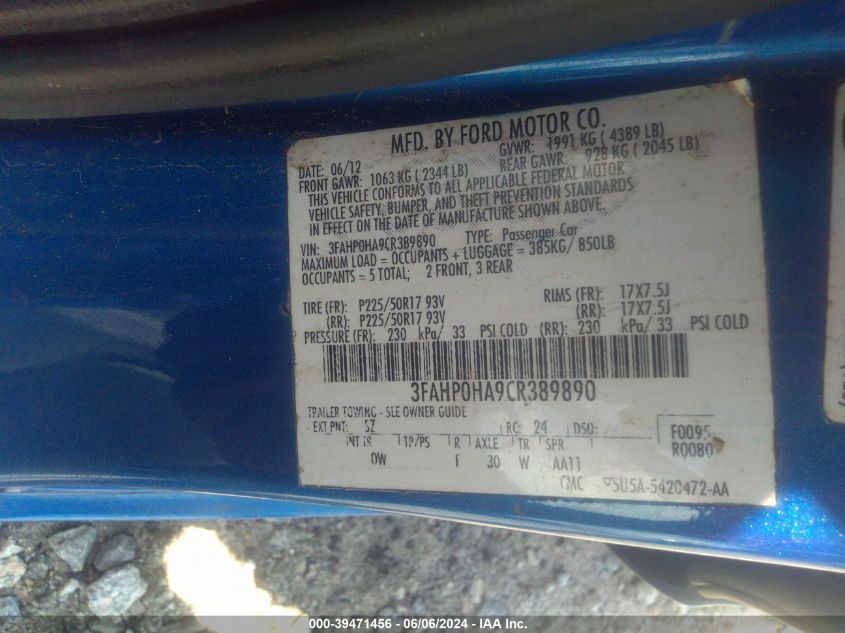 MFD. BY FORD MOTOR CO.
DATE: 06/12 GVWR: 1991 KG ( 4389 LB)
FRONT GAWR: 1063 KG ( 2344 LB) REAR GAWR: 928 KG ( 2045 LB)
THIS VEHICLE CONFORMS TO ALL APPLICABLE FEDERAL MOTOR
VEHICLE SAFETY, BUMPER, AND THEFT PREVENTION STANDARDS
IN EFFECT ON THE DATE OF MANUFACTURE SHOWN ABOVE.
VIN: 3FAHP0HA9CR389890 TYPE: Passenger Car
MAXIMUM LOAD = OCCUPANTS + LUGGAGE = 385KG/ 850LB
OCCUPANTS = 5 TOTAL; 2 FRONT, 3 REAR
TIRE (FR): P225/50R17 93V RIMS (FR): 17X7.5J
(RR): P225/50R17 93V (RR): 17X7.5J
PRESSURE (FR): 230 kPa/ 33 PSI COLD (RR): 230 kPa/ 33 PSI COLD
3FAHP0HA9CR389890
TRAILER TOWING - SEE OWNER GUIDE
EXT PNT: SZ RC: 24 DSO: F0095
INT TR TP/PS R AXLE TR SPR R0080
DW F 30 W AA11
CMC 5U5A-5420472-AA
000-39471456 - 06/06/2024 - IAA Inc.